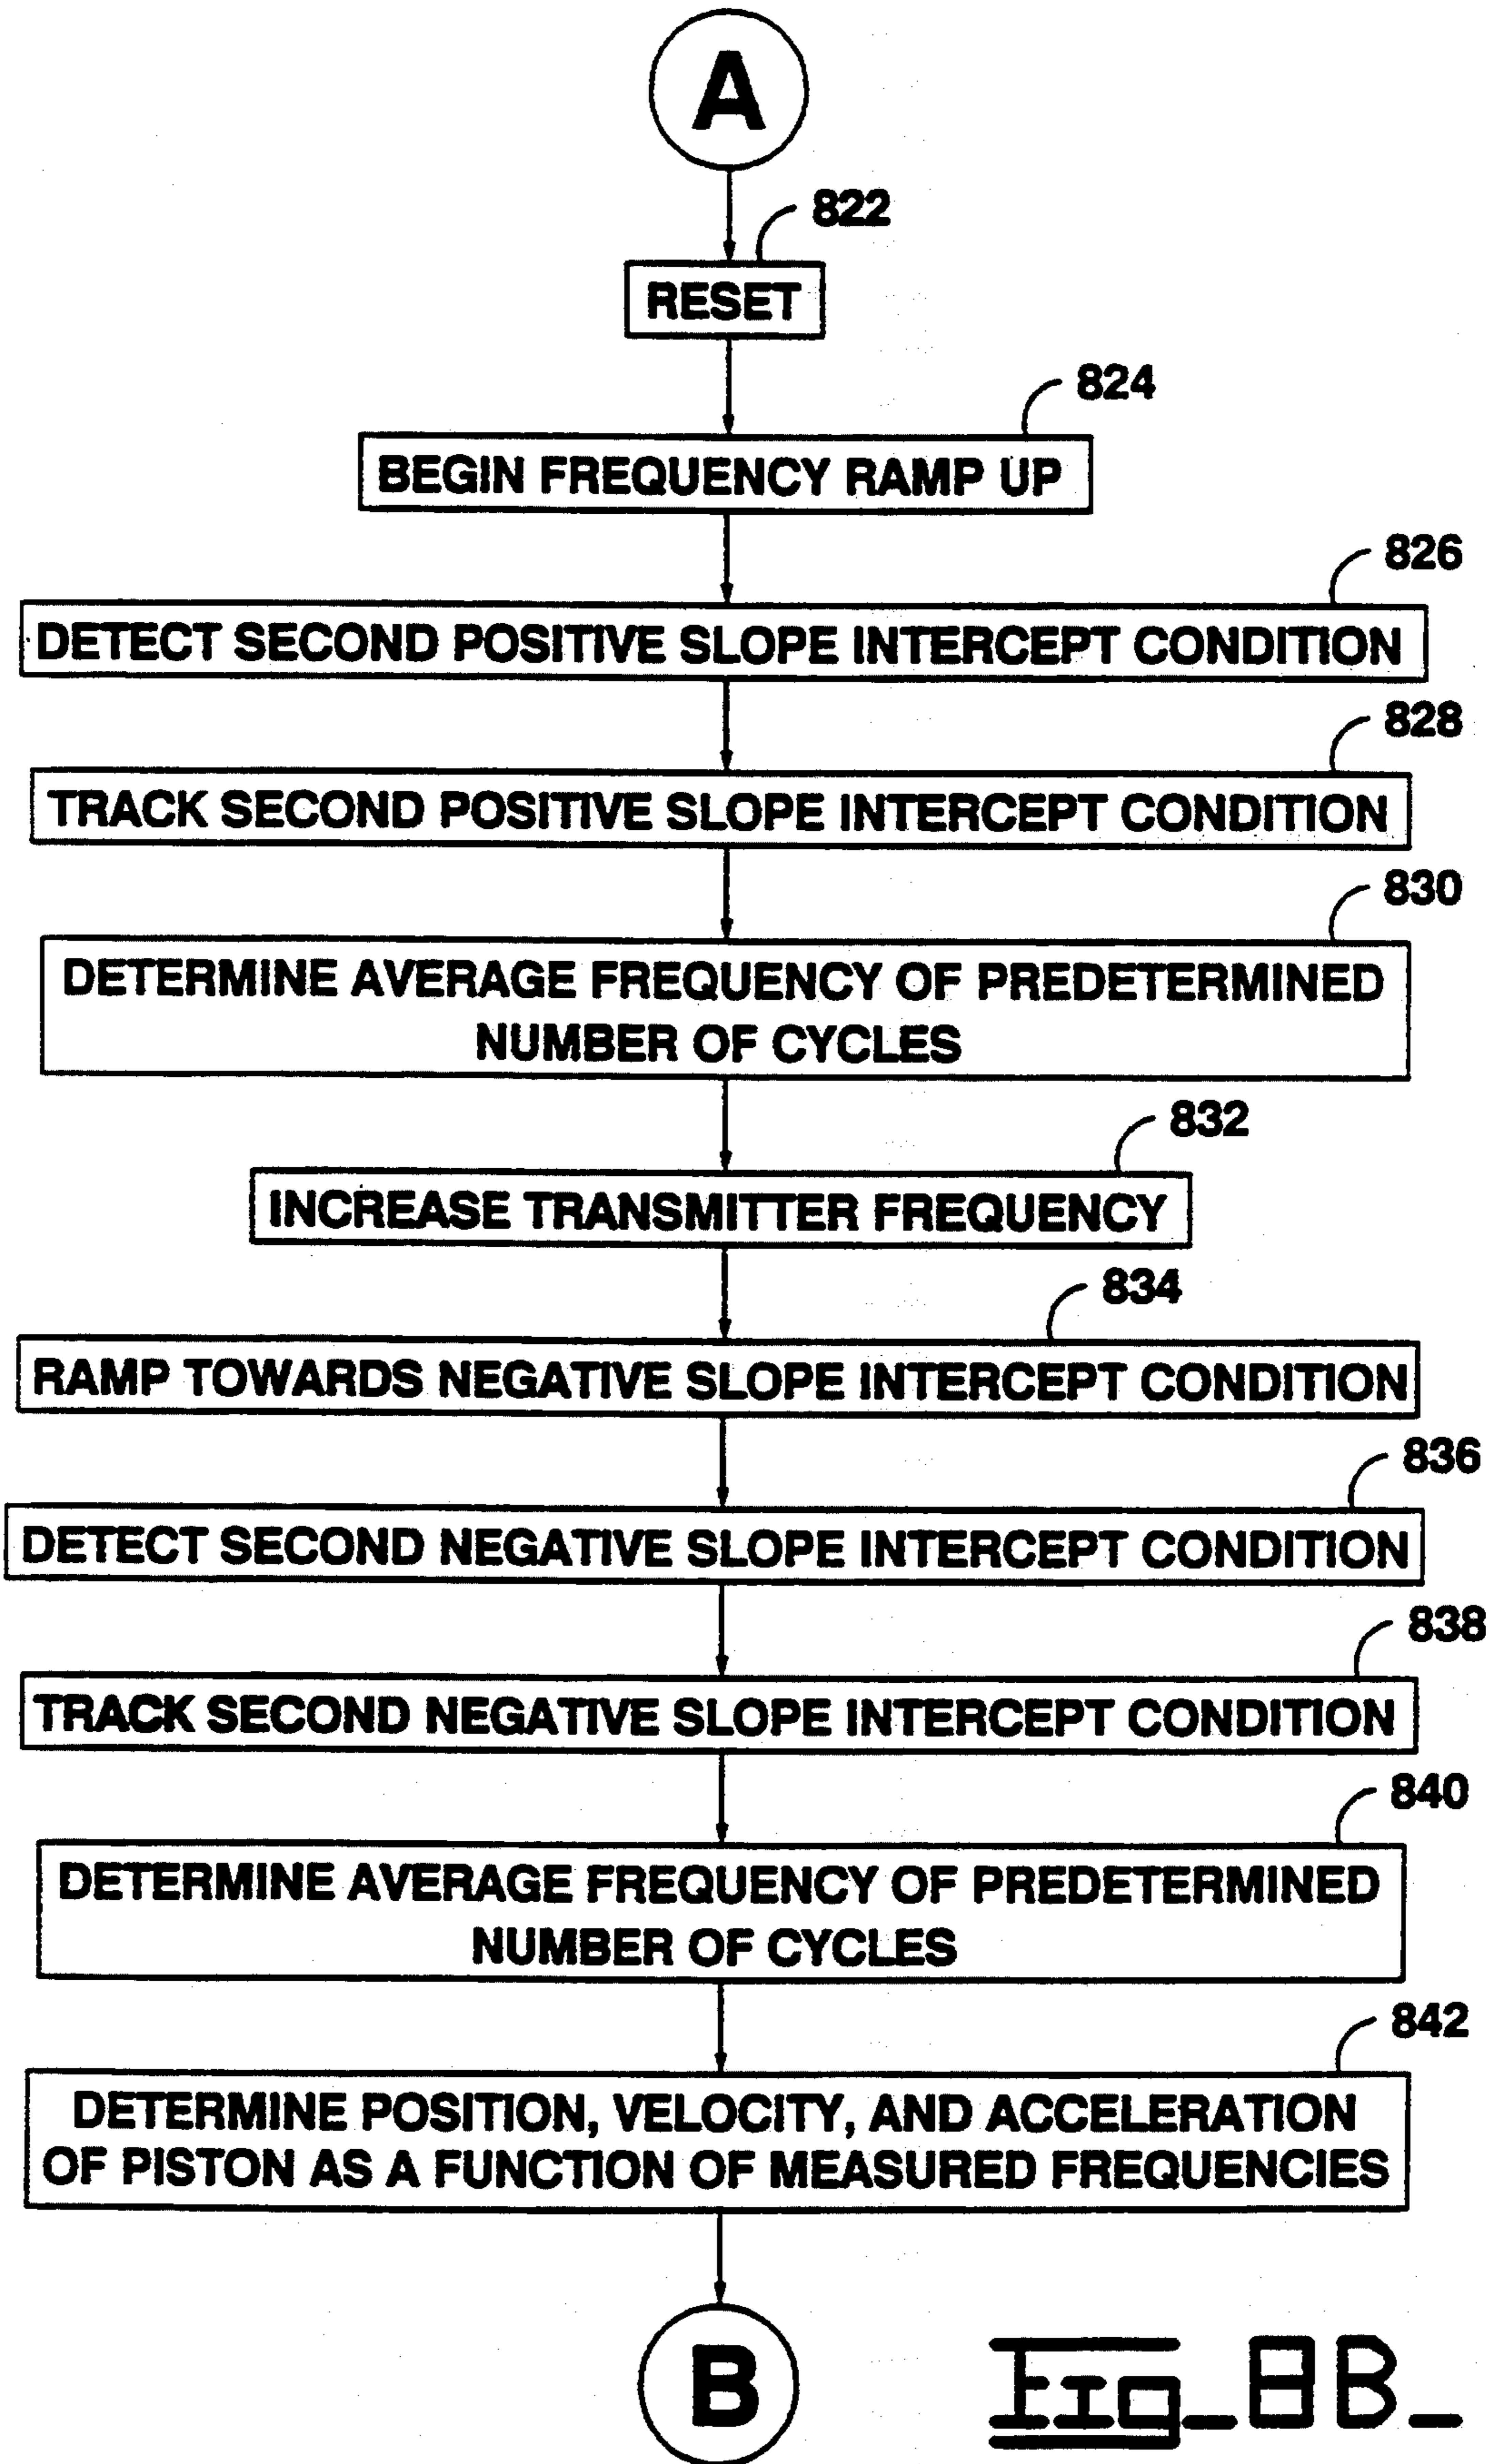 A
822
RESET
824
BEGIN FREQUENCY RAMP UP
826
DETECT SECOND POSITIVE SLOPE INTERCEPT CONDITION
828
TRACK SECOND POSITIVE SLOPE INTERCEPT CONDITION
830
DETERMINE AVERAGE FREQUENCY OF PREDETERMINED
NUMBER OF CYCLES
832
INCREASE TRANSMITTER FREQUENCY
834
RAMP TOWARDS NEGATIVE SLOPE INTERCEPT CONDITION
836
DETECT SECOND NEGATIVE SLOPE INTERCEPT CONDITION
838
TRACK SECOND NEGATIVE SLOPE INTERCEPT CONDITION
840
DETERMINE AVERAGE FREQUENCY OF PREDETERMINED
NUMBER OF CYCLES
842
DETERMINE POSITION, VELOCITY, AND ACCELERATION
OF PISTON AS A FUNCTION OF MEASURED FREQUENCIES
B
Fig_8B_